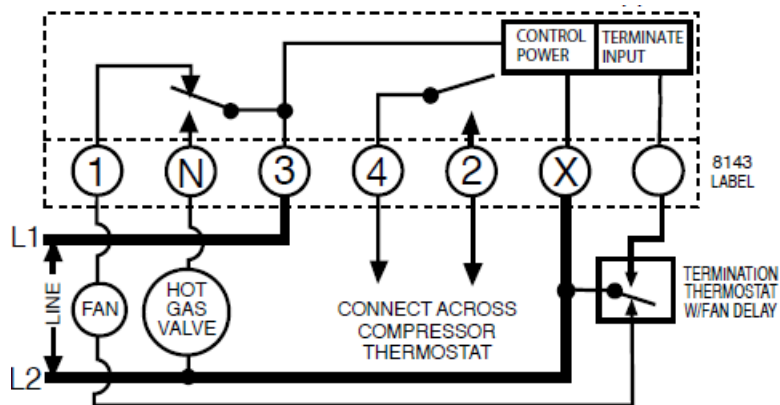 CONTROL POWER
TERMINATE INPUT
1
N
3
4
2
X
8143
LABEL
L1
LINE
FAN
HOT
GAS
VALVE
CONNECT ACROSS
COMPRESSOR
THERMOSTAT
TERMINATION
THERMOSTAT
W/FAN DELAY
L2